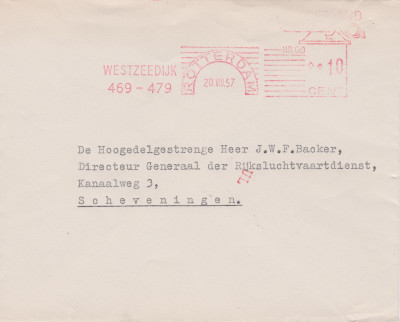 WESTZEEDIJK
469 - 479
ROTTERDAM
20.VIII.57
10
CENT
De Hoogedelgestrenge Heer J.W.F.Backer,
Directeur Generaal der Rijksluchtvaartdienst,
Kanaalweg 3,
Scheveningen.